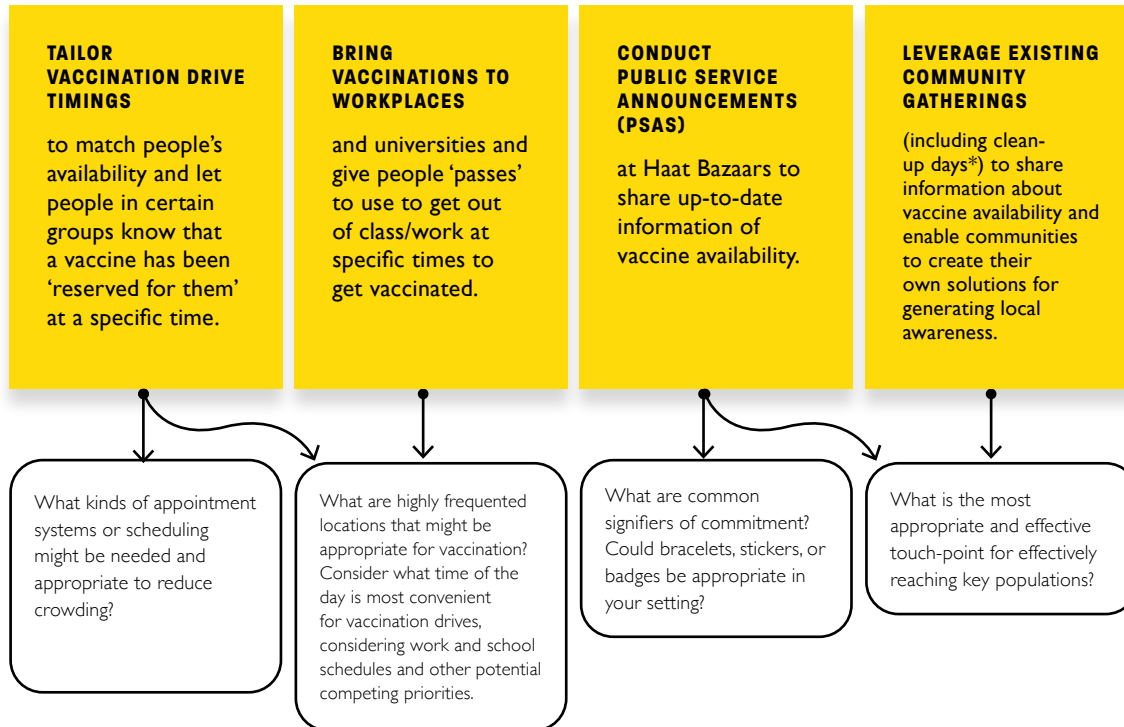 TAILOR
VACCINATION DRIVE
TIMINGS
to match people’s
availability and let
people in certain
groups know that
a vaccine has been
‘reserved for them’
at a specific time.
BRING
VACCINATIONS TO
WORKPLACES
and universities and
give people ‘passes’
to use to get out
of class/work at
specific times to
get vaccinated.
CONDUCT
PUBLIC SERVICE
ANNOUNCEMENTS
(PSAS)
at Haat Bazaars to
share up-to-date
information of
vaccine availability.
LEVERAGE EXISTING
COMMUNITY
GATHERINGS
(including clean-
up days*) to share
information about
vaccine availability and
enable communities
to create their
own solutions for
generating local
awareness.
What kinds of appointment
systems or scheduling
might be needed and
appropriate to reduce
crowding?
What are highly frequented
locations that might be
appropriate for vaccination?
Consider what time of the
day is most convenient
for vaccination drives,
considering work and school
schedules and other potential
competing priorities.
What are common
signifiers of commitment?
Could bracelets, stickers, or
badges be appropriate in
your setting?
What is the most
appropriate and effective
touch-point for effectively
reaching key populations?